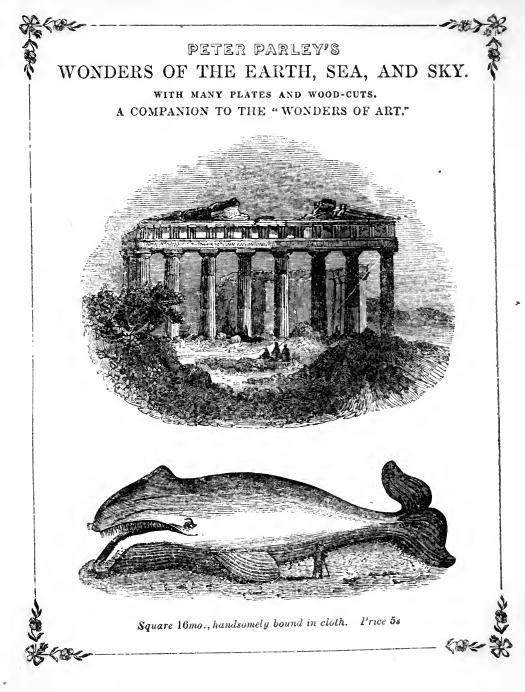 PETER PARLEY'S
WONDERS OF THE EARTH, SEA, AND SKY.
WITH MANY PLATES AND WOOD-CUTS.
A COMPANION TO THE "WONDERS OF ART."
Square 16mo., handsomely bound in cloth. Price 5s